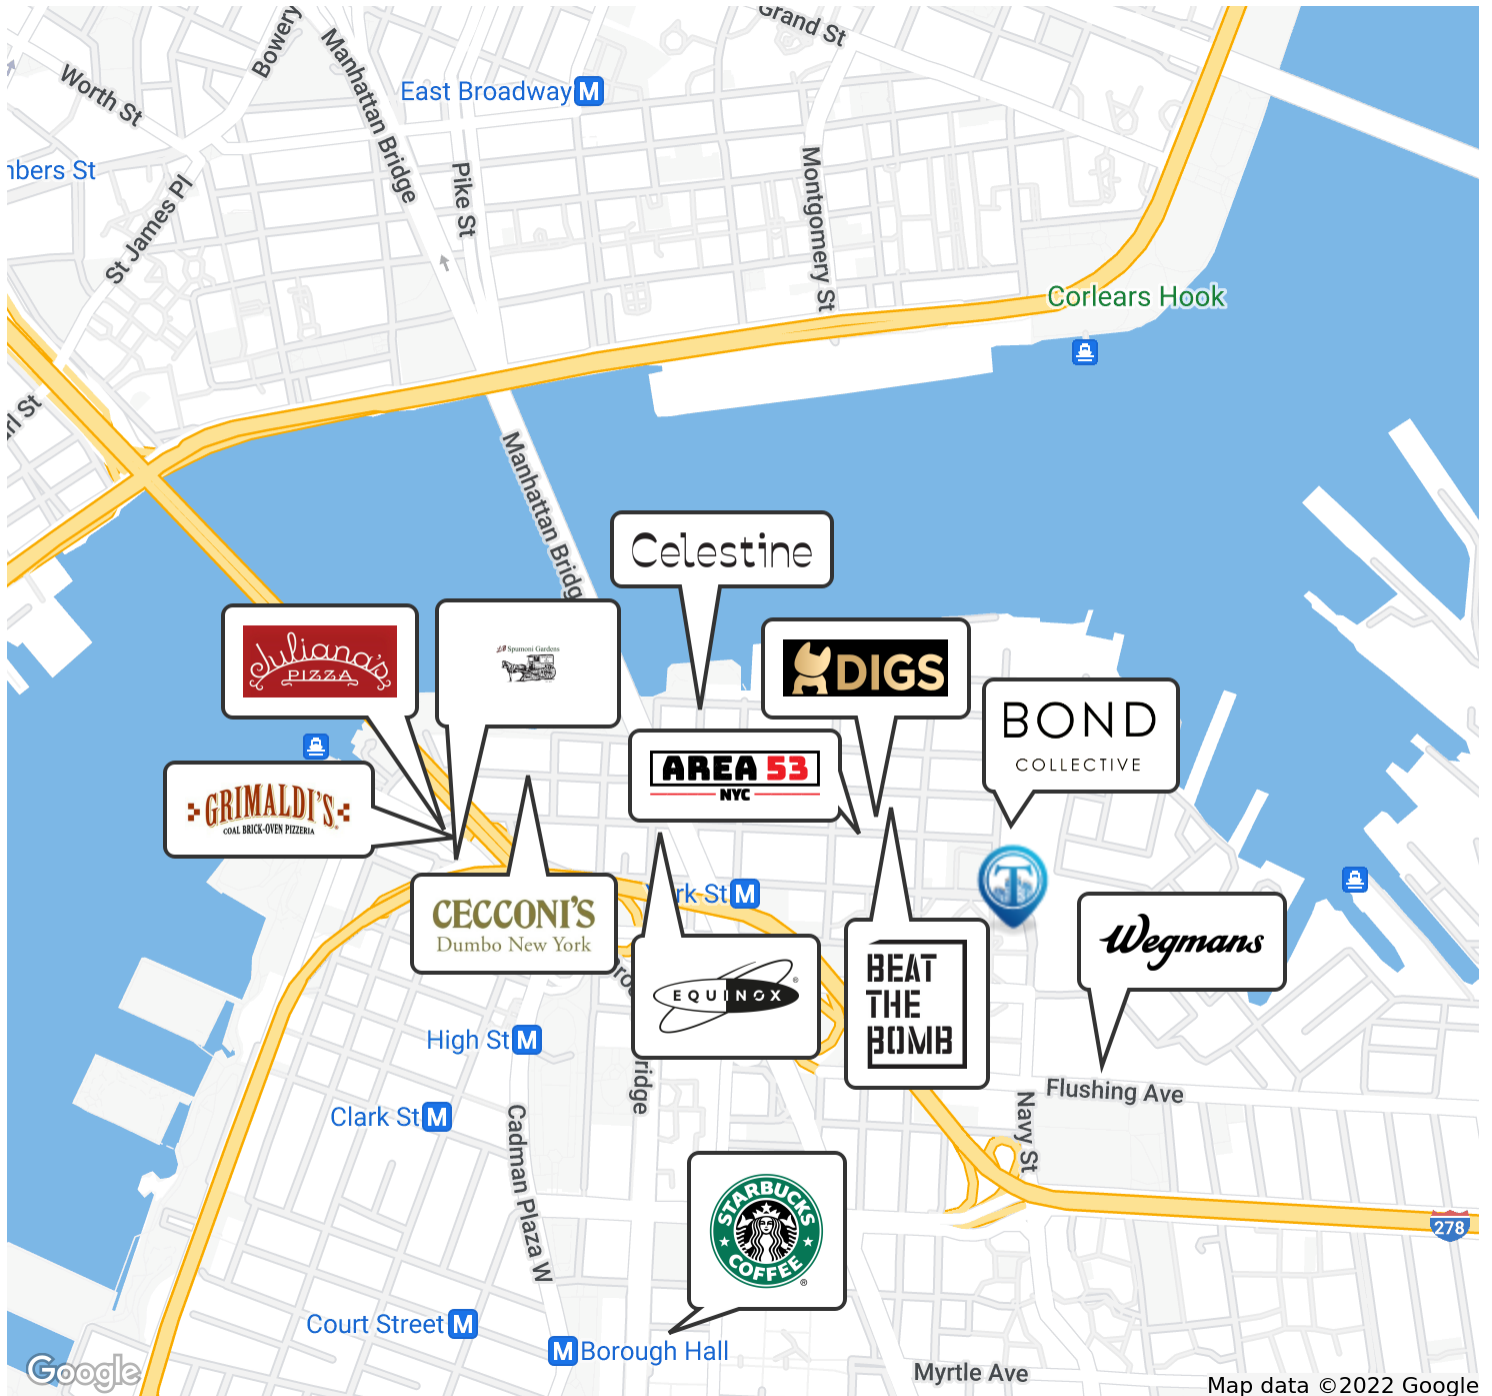 Grand St
Bowery
Manhattan Bridge
Worth St
East Broadway M
nbers St
Pike St
Montgomery St
St James Pl
Corlears Hook
rl St
Manhattan Bridg
Celestine
Juliana's
PIZZA
L&B Spumoni Gardens
DIGS
BOND
COLLECTIVE
AREA 53
NYC
GRIMALDI'S
COAL BRICK-OVEN PIZZERIA
rk St M
T
CECCONI'S
Dumbo New York
Wegmans
EQUINOX
BEAT
THE
BOMB
High St M
ridge
Flushing Ave
Clark St M
Navy St
Cadman Plaza W
STARBUCKS
COFFEE
278
Court Street M
M Borough Hall
Myrtle Ave
Google
Map data ©2022 Google